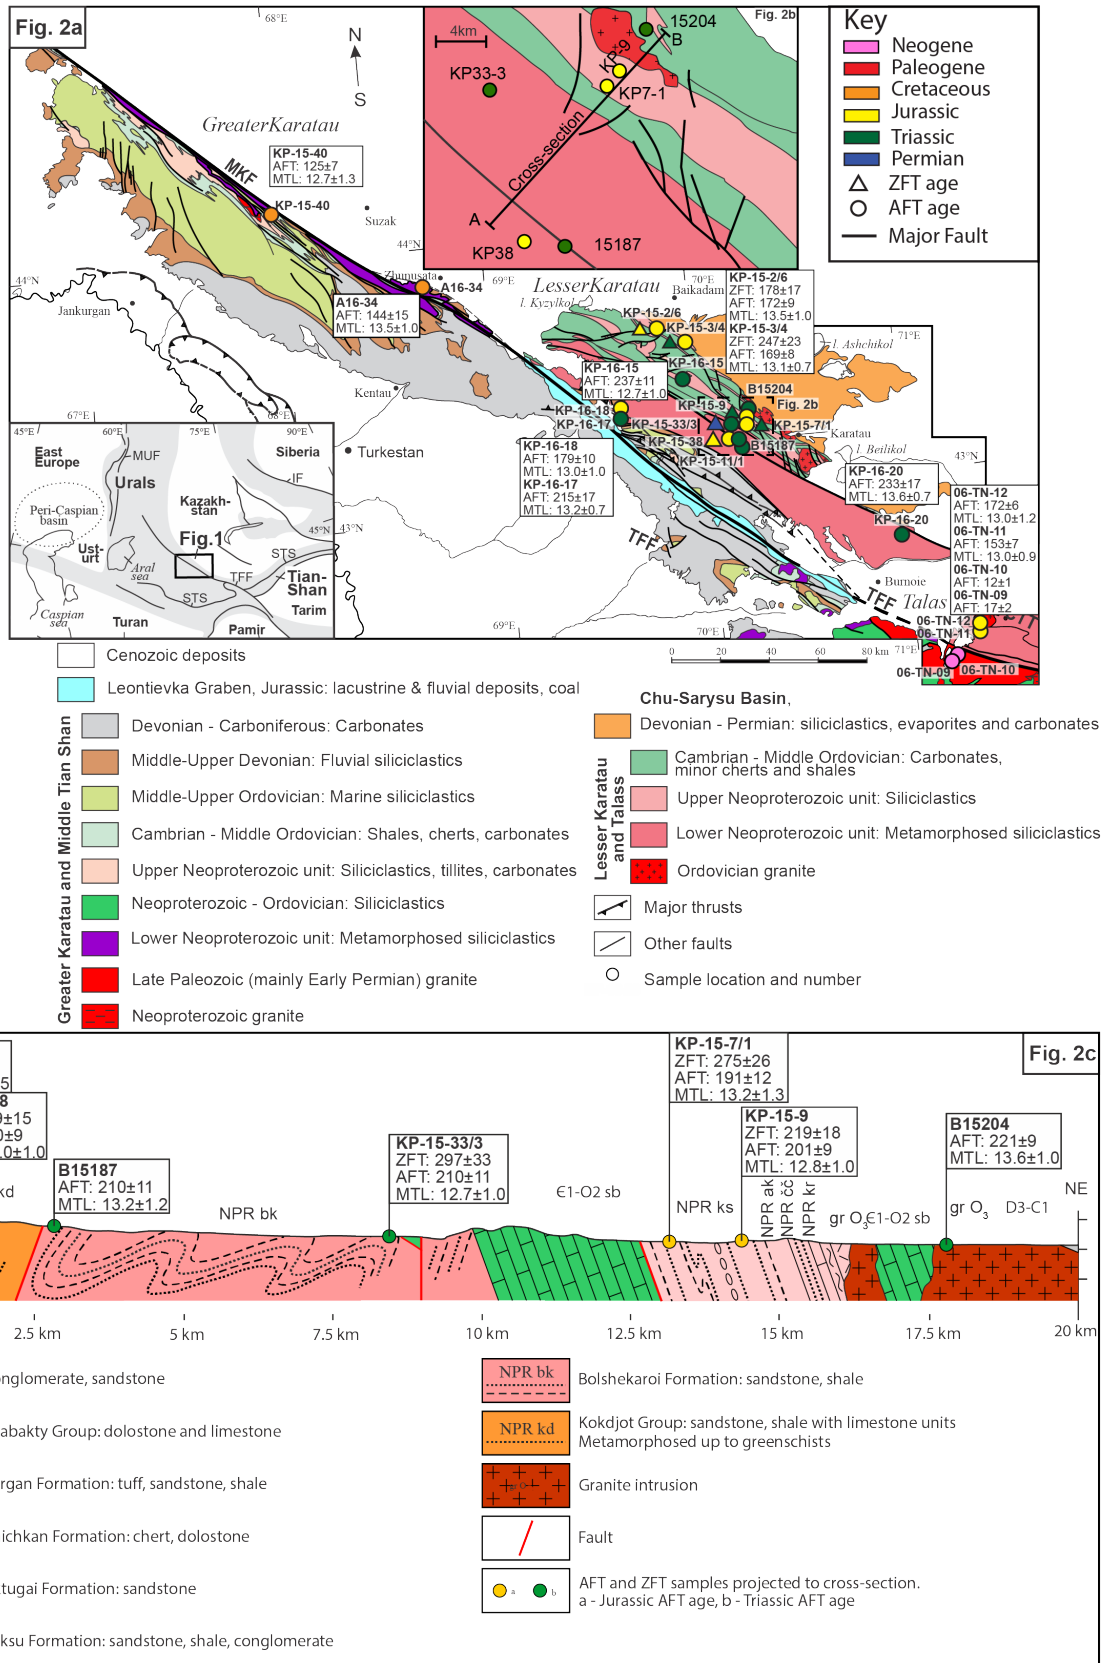 Fig. 2a
68°E
N
S
GreaterKaratau
MKF
KP-15-40
AFT: 125±7
MTL: 12.7±1.3
KP-15-40
Suzak
44°N
44°N
Zhumusata
A16-34
A16-34
AFT: 144±15
MTL: 13.5±1.0
Jankurgan
Kentau
Turkestan
67°E
68°E
Fig. 2b
4km
15204
B
KP-9
KP33-3
KP7-1
Cross-section
A
KP38
15187
Key
Neogene
Paleogene
Cretaceous
Jurassic
Triassic
Permian
ZFT age
AFT age
Major Fault
69°E
LesserKaratau
l. Kyzylkol
70°E
Baikadam
KP-15-2/6
ZFT: 178±17
AFT: 172±9
MTL: 13.5±1.0
KP-15-3/4
ZFT: 247±23
AFT: 169±8
MTL: 13.1±0.7
KP-15-2/6
KP-15-3/4
71°E
l. Ashchikol
KP-16-15
AFT: 237±11
MTL: 12.7±1.0
KP-16-15
B15204
Fig. 2b
KP-15-9
KP-16-18
KP-16-17
KP-15-33/3
KP-15-7/1
KP-15-38
B15187
KP-15-11/1
Karatau
l. Beilikol
43°N
KP-16-18
AFT: 179±10
MTL: 13.0±1.0
KP-16-17
AFT: 215±17
MTL: 13.2±0.7
KP-16-20
AFT: 233±17
MTL: 13.6±0.7
KP-16-20
06-TN-12
AFT: 172±6
MTL: 13.0±1.2
06-TN-11
AFT: 153±7
MTL: 13.0±0.9
06-TN-10
AFT: 12±1
06-TN-09
AFT: 17±2
43°N
TFF
Burnoie
TFF
Talas
06-TN-12
06-TN-11
06-TN-09
06-TN-10
69°E
70°E
71°E
0 20 40 60 80 km
45°E
60°E
75°E
90°E
East
Europe
MUF
Urals
Siberia
IF
Peri-Caspian
basin
Kazakh-
stan
45°N
Fig.1
Ust-
urt
Aral
sea
STS
TFF
Tian-
Shan
STS
Tarim
Caspian
sea
Turan
Pamir
Cenozoic deposits
Leontievka Graben, Jurassic: lacustrine & fluvial deposits, coal
Greater Karatau and Middle Tian Shan
Devonian - Carboniferous: Carbonates
Middle-Upper Devonian: Fluvial siliciclastics
Middle-Upper Ordovician: Marine siliciclastics
Cambrian - Middle Ordovician: Shales, cherts, carbonates
Upper Neoproterozoic unit: Siliciclastics, tillites, carbonates
Neoproterozoic - Ordovician: Siliciclastics
Lower Neoproterozoic unit: Metamorphosed siliciclastics
Late Paleozoic (mainly Early Permian) granite
Neoproterozoic granite
Chu-Sarysu Basin,
Devonian - Permian: siliciclastics, evaporites and carbonates
Lesser Karatau
and Talass
Cambrian - Middle Ordovician: Carbonates,
minor cherts and shales
Upper Neoproterozoic unit: Siliciclastics
Lower Neoproterozoic unit: Metamorphosed siliciclastics
Ordovician granite
Major thrusts
Other faults
Sample location and number
Fig. 2c
5
8
9±15
0±9
.0±1.0
kd
B15187
AFT: 210±11
MTL: 13.2±1.2
NPR bk
KP-15-33/3
ZFT: 297±33
AFT: 210±11
MTL: 12.7±1.0
Є1-O2 sb
KP-15-7/1
ZFT: 275±26
AFT: 191±12
MTL: 13.2±1.3
NPR ks
KP-15-9
ZFT: 219±18
AFT: 201±9
MTL: 12.8±1.0
NPR ak
NPR čč
NPR kr
gr O3
Є1-O2 sb
B15204
AFT: 221±9
MTL: 13.6±1.0
gr O3
D3-C1
NE
2.5 km
5 km
7.5 km
10 km
12.5 km
15 km
17.5 km
20 km
nglomerate, sandstone
abakty Group: dolostone and limestone
rgan Formation: tuff, sandstone, shale
ichkan Formation: chert, dolostone
tugai Formation: sandstone
ksu Formation: sandstone, shale, conglomerate
NPR bk
Bolshekaroi Formation: sandstone, shale
NPR kd
Kokdjot Group: sandstone, shale with limestone units
Metamorphosed up to greenschists
Granite intrusion
Fault
a
b
AFT and ZFT samples projected to cross-section.
a - Jurassic AFT age, b - Triassic AFT age